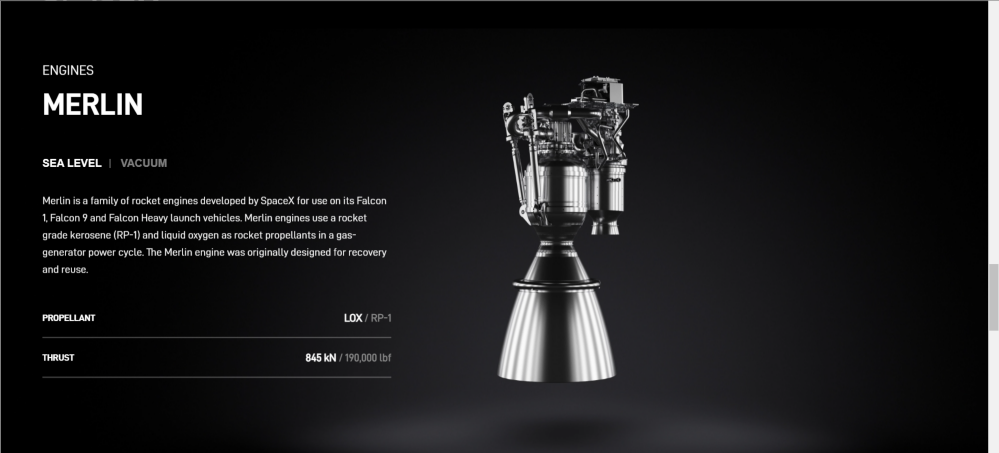 ENGINES
MERLIN
SEA LEVEL | VACUUM
Merlin is a family of rocket engines developed by SpaceX for use on its Falcon
1, Falcon 9 and Falcon Heavy launch vehicles. Merlin engines use a rocket
grade kerosene (RP-1) and liquid oxygen as rocket propellants in a gas-
generator power cycle. The Merlin engine was originally designed for recovery
and reuse.
PROPELLANT LOX / RP-1
THRUST 845 kN / 190,000 lbf